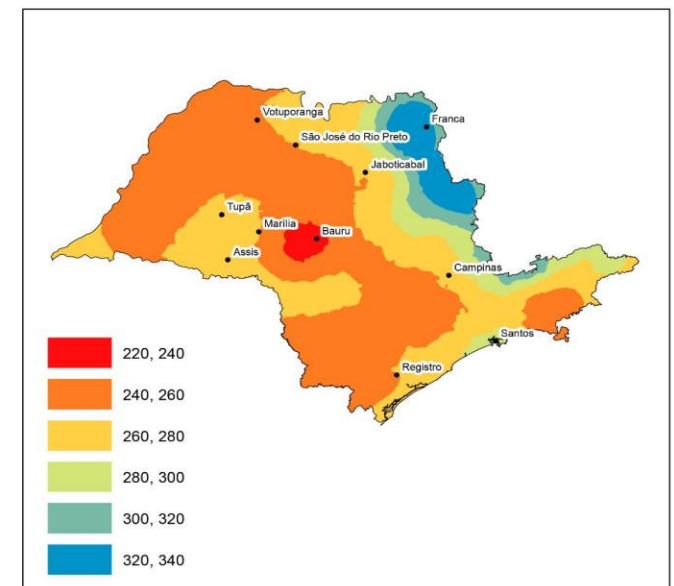 Votuporanga
Franca
São José do Rio Preto
Jaboticabal
Tupã
Marília
Bauru
Assis
Campinas
Santos
Registro
220, 240
240, 260
260, 280
280, 300
300, 320
320, 340